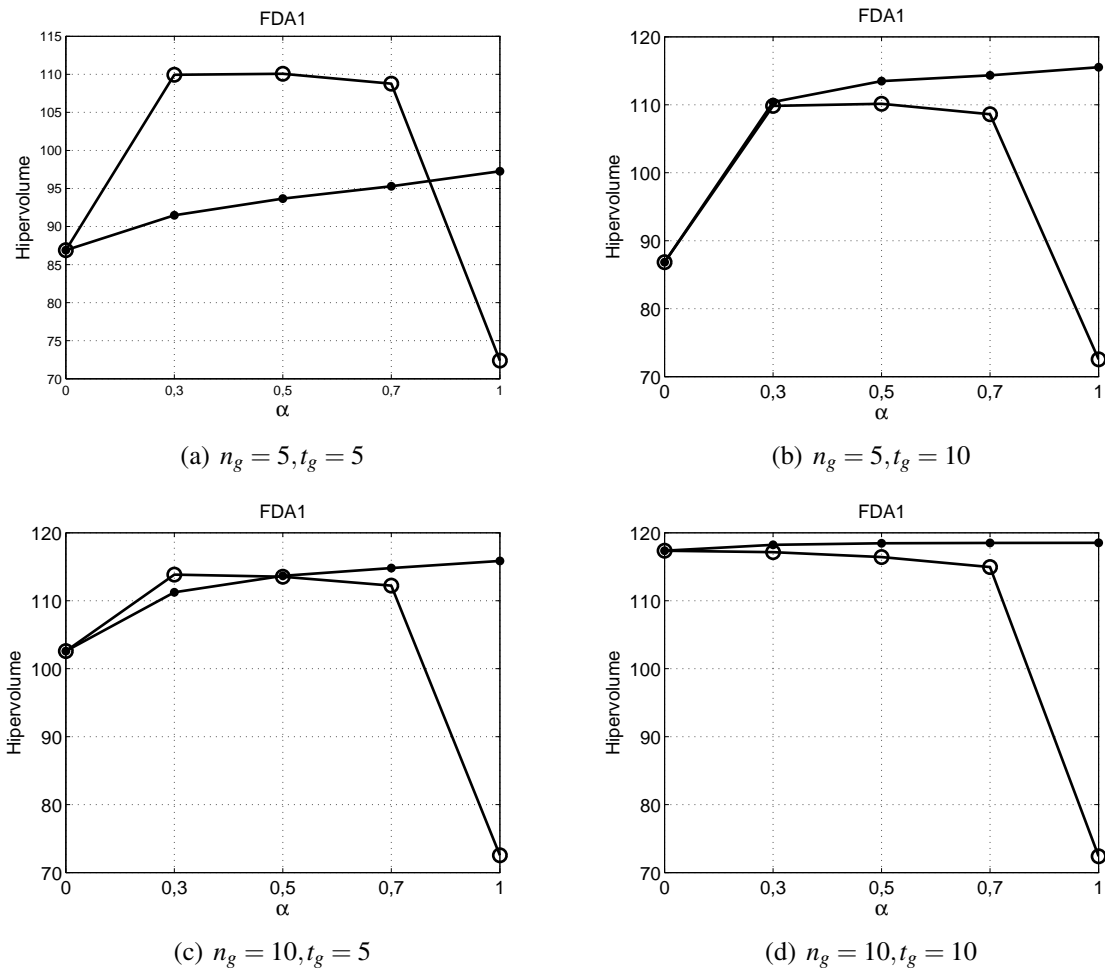 FDA1
115
110
105
100
95
90
85
80
75
70
Hipervolume
0 0,3 0,5 0,7 1
α
(a) n_g = 5, t_g = 5
FDA1
120
110
100
90
80
70
Hipervolume
0 0,3 0,5 0,7 1
α
(b) n_g = 5, t_g = 10
FDA1
120
110
100
90
80
70
Hipervolume
0 0,3 0,5 0,7 1
α
(c) n_g = 10, t_g = 5
FDA1
120
110
100
90
80
70
Hipervolume
0 0,3 0,5 0,7 1
α
(d) n_g = 10, t_g = 10